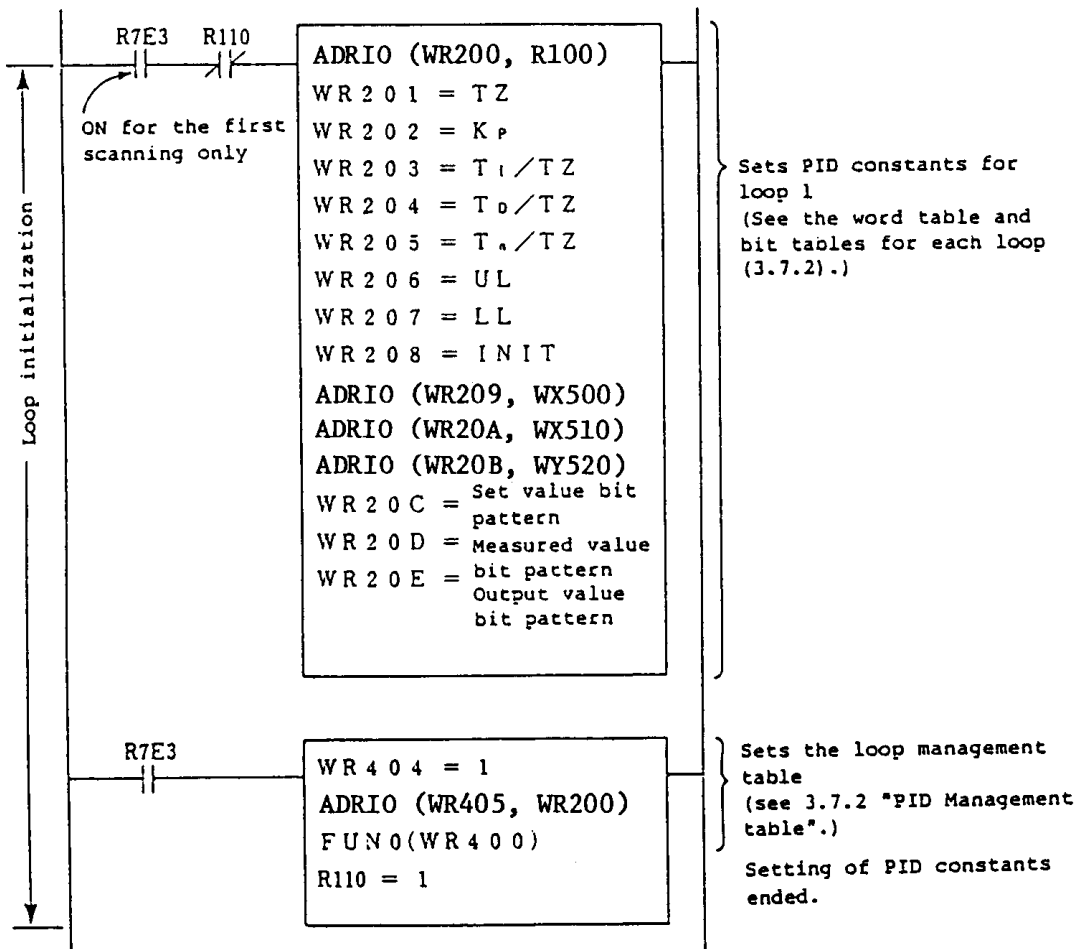 R7E3 R110
ADRIO (WR200, R100)
WR201 = TZ
ON for the first
scanning only
WR202 = KP
WR203 = TI/TZ
WR204 = TD/TZ
WR205 = Tn/TZ
WR206 = UL
WR207 = LL
WR208 = INIT
ADRIO (WR209, WX500)
ADRIO (WR20A, WX510)
ADRIO (WR20B, WY520)
WR20C = Set value bit
pattern
WR20D = Measured value
bit pattern
WR20E = Output value
bit pattern
Sets PID constants for
loop 1
(See the word table and
bit tables for each loop
(3.7.2).)
Loop initialization
R7E3
WR404 = 1
ADRIO (WR405, WR200)
FUN0(WR400)
R110 = 1
Sets the loop management
table
(see 3.7.2 "PID Management
table".)
Setting of PID constants
ended.